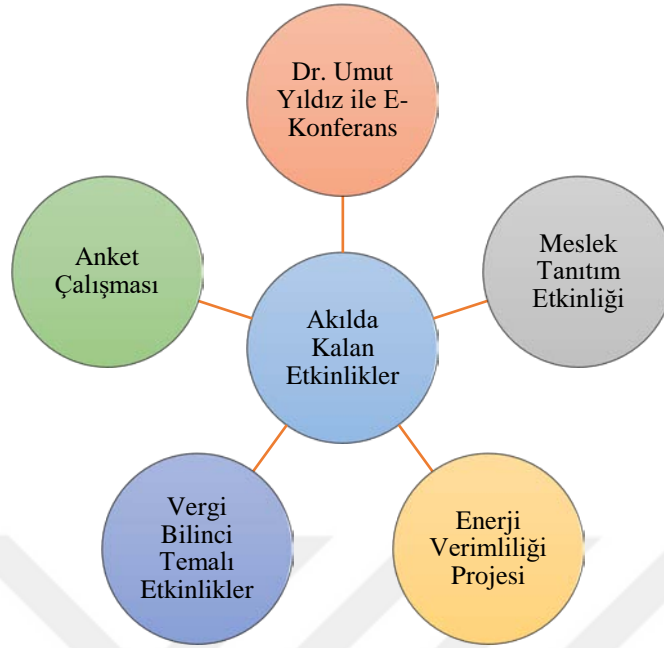 Dr. Umut
Yıldız ile E-
Konferans
Meslek
Tanıtım
Etkinliği
Anket
Çalışması
Akılda
Kalan
Etkinlikler
Vergi
Bilinci
Temalı
Etkinlikler
Enerji
Verimliliği
Projesi